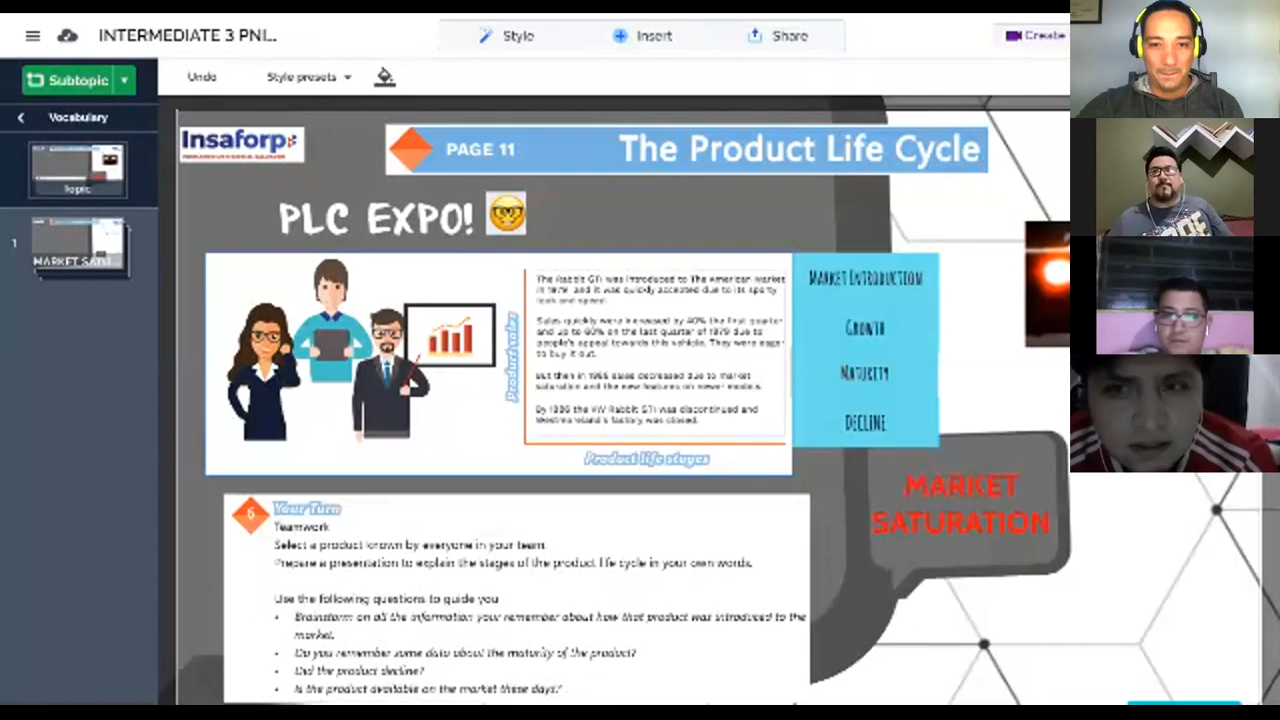 INTERMEDIATE 3 PNI...
Style
Insert
Share
Create
Subtopic
Undo
Style presets
Vocabulary
Topic
1
MARKET SATU
Insaforp
PAGE 11
The Product Life Cycle
PLC EXPO!
The Rabbit GTI was introduced to The American Market
and it was quickly accepted due to its sporty
look and speed.
Sales quickly were increased by 40% the first quarter
and up to 60% on the last quarter of 1979 due to
people's appeal towards this vehicle. They were eager
to buy it out.
But then in sales decreased due to market
saturation and the new features on newer models.
By the VW Rabbit GTI was discontinued and
Westmoreland's factory was closed.
Product sales
Product life stages
MARKET INTRODUCTION
GROWTH
MATURITY
DECLINE
MARKET
SATURATION
6
Your Turn
Teamwork
Select a product known by everyone in your team.
Prepare a presentation to explain the stages of the product life cycle in your own words.
Use the following questions to guide you
• Brainstorm on all the information your remember about how that product was introduced to the
market.
• Do you remember some data about the maturity of the product?
• Did the product decline?
• Is the product available on the market these days?